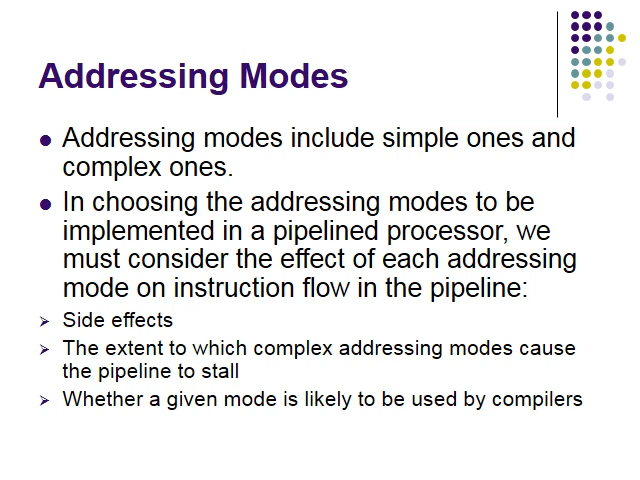 Addressing Modes
Addressing modes include simple ones and
complex ones.
In choosing the addressing modes to be
implemented in a pipelined processor, we
must consider the effect of each addressing
mode on instruction flow in the pipeline:
Side effects
The extent to which complex addressing modes cause
the pipeline to stall
Whether a given mode is likely to be used by compilers